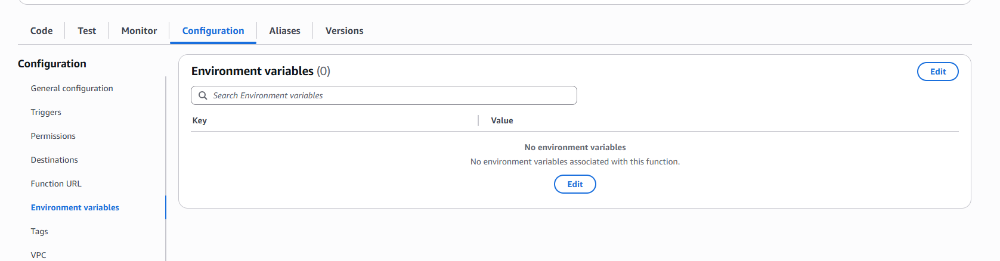 Code
Test
Monitor
Configuration
Aliases
Versions
Configuration
General configuration
Triggers
Permissions
Destinations
Function URL
Environment variables
Tags
VPC
Environment variables (0)
Edit
Search Environment variables
Key
Value
No environment variables
No environment variables associated with this function.
Edit